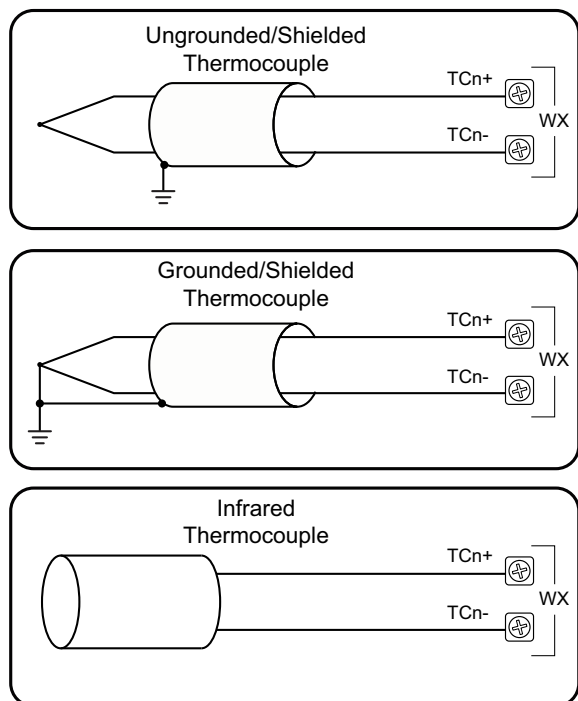 Ungrounded/Shielded
Thermocouple
TCn+
WX
TCn-
Grounded/Shielded
Thermocouple
TCn+
WX
TCn-
Infrared
Thermocouple
TCn+
WX
TCn-